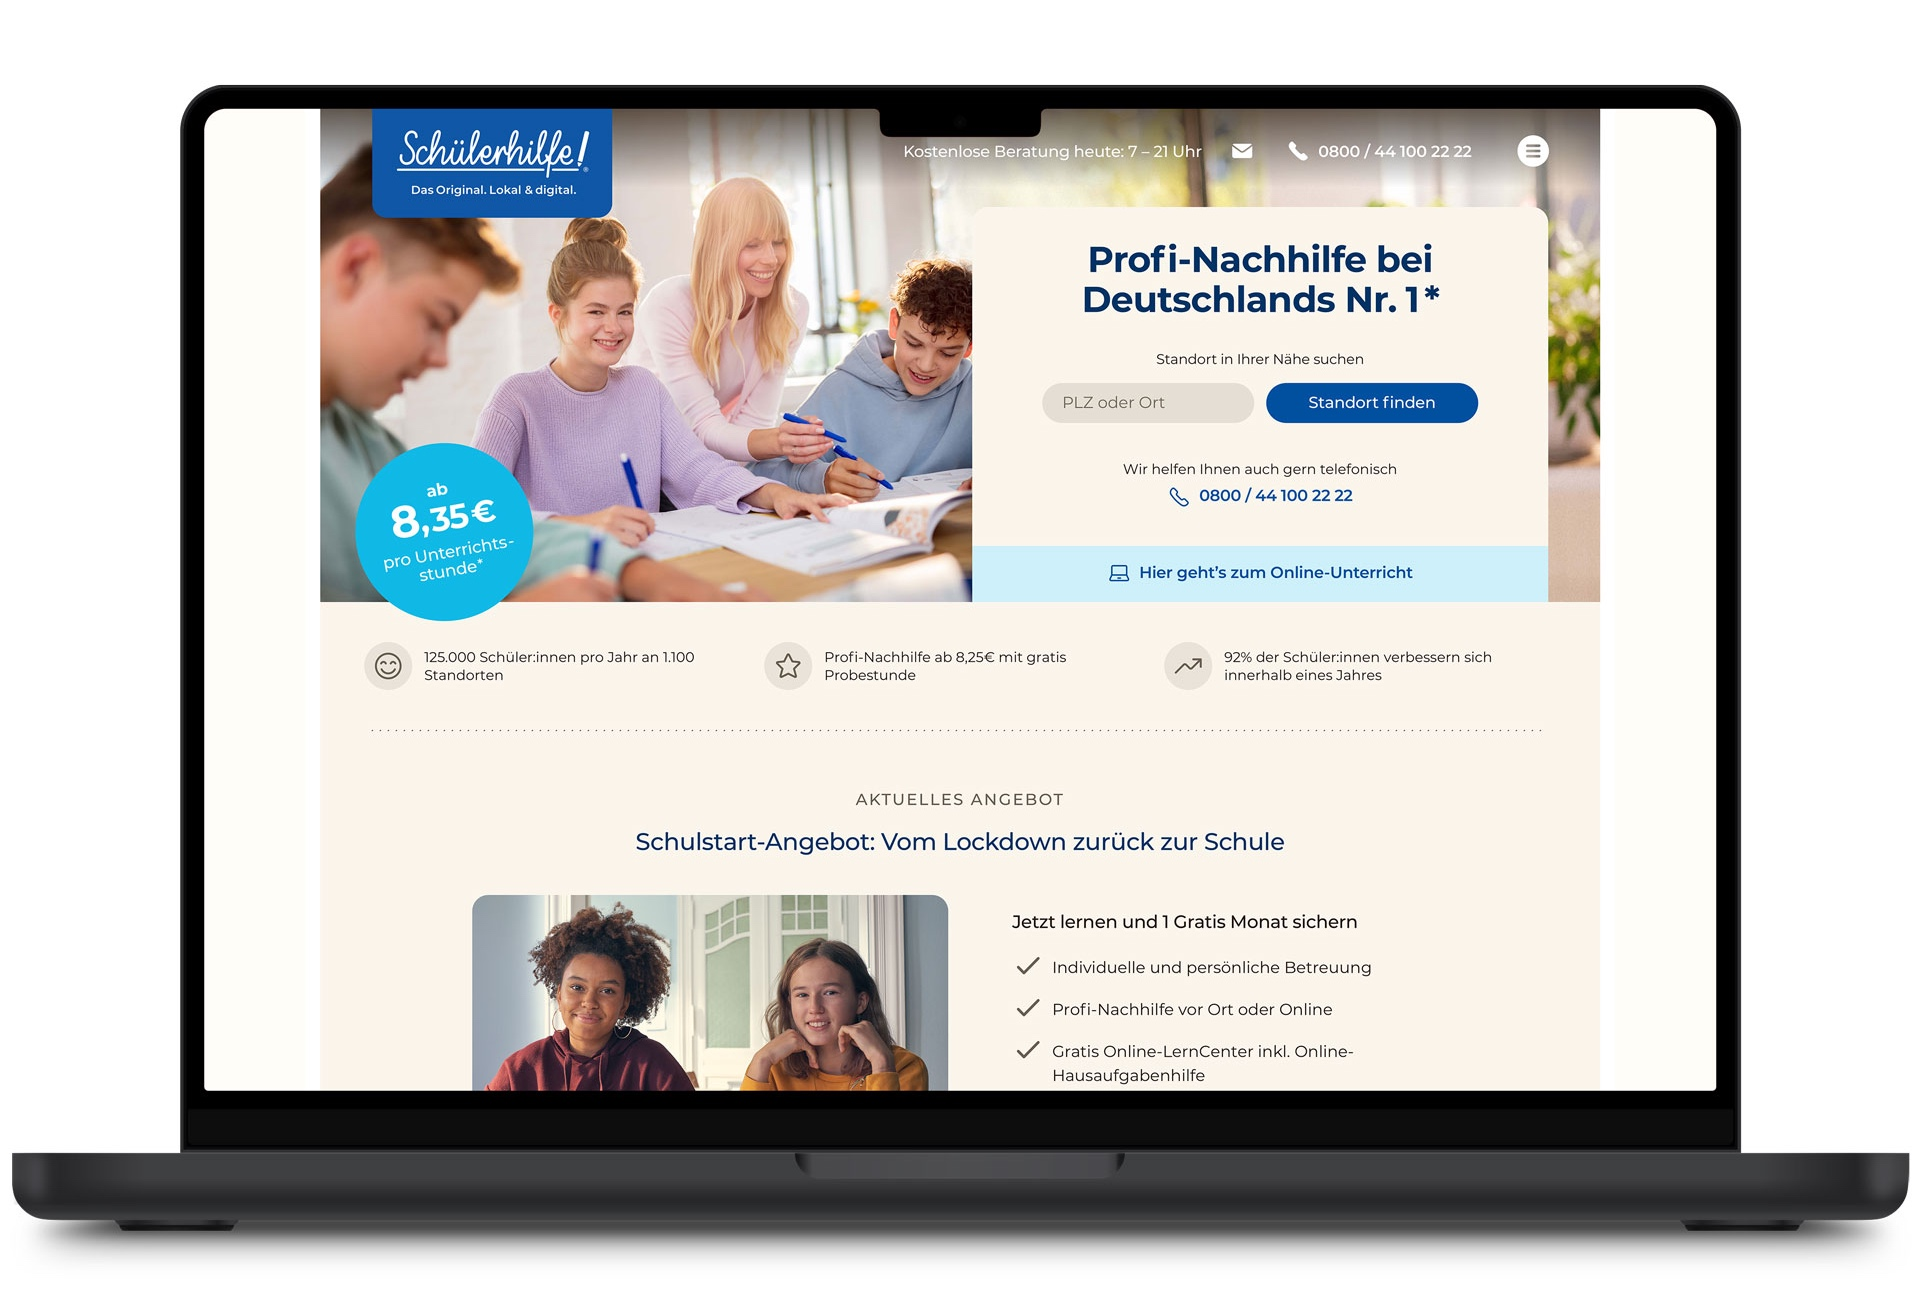 Schülerhilfe!
Das Original. Lokal & digital.
Kostenlose Beratung heute: 7 – 21 Uhr
0800 / 44 100 22 22
Profi-Nachhilfe bei
Deutschlands Nr. 1*
Standort in Ihrer Nähe suchen
PLZ oder Ort
Standort finden
Wir helfen Ihnen auch gern telefonisch
0800 / 44 100 22 22
Hier geht's zum Online-Unterricht
ab
8,35€
pro Unterrichts-
stunde*
125.000 Schüler:innen pro Jahr an 1.100
Standorten
Profi-Nachhilfe ab 8,25€ mit gratis
Probestunde
92% der Schüler:innen verbessern sich
innerhalb eines Jahres
AKTUELLES ANGEBOT
Schulstart-Angebot: Vom Lockdown zurück zur Schule
Jetzt lernen und 1 Gratis Monat sichern
Individuelle und persönliche Betreuung
Profi-Nachhilfe vor Ort oder Online
Gratis Online-LernCenter inkl. Online-
Hausaufgabenhilfe